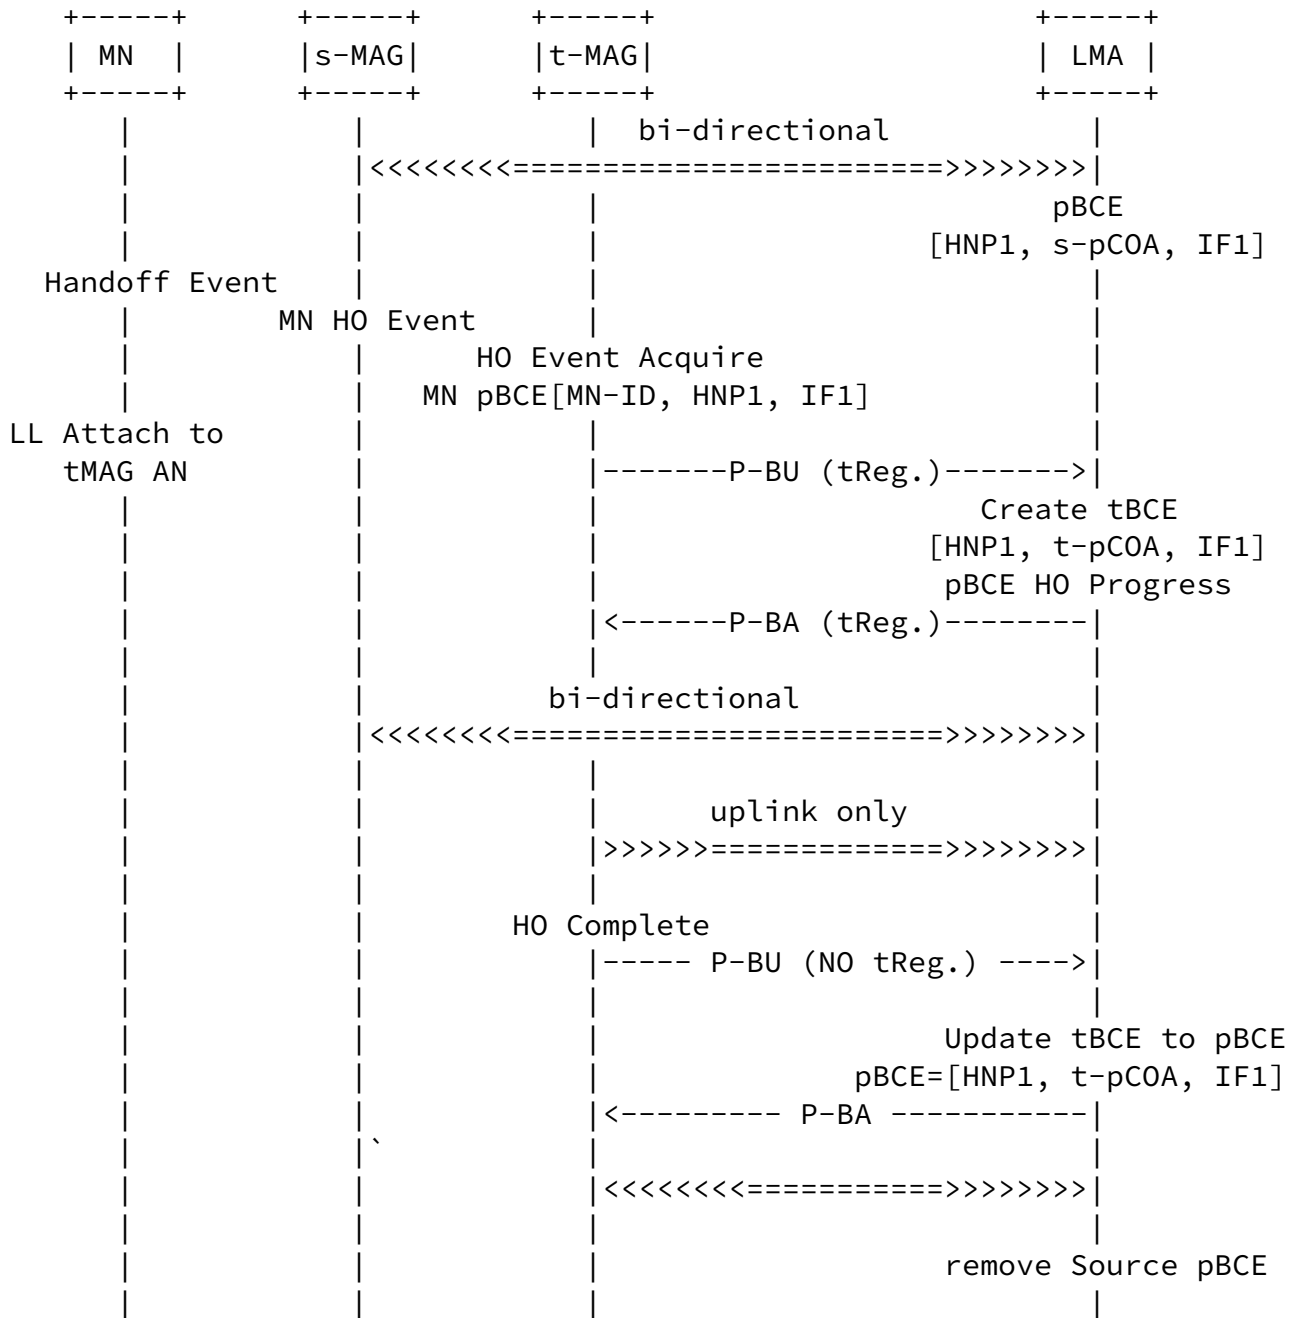 +-----+      +-----+      +-----+                     +-----+
| MN  |      |s-MAG|      |t-MAG|                     | LMA |
+-----+      +-----+      +-----+                     +-----+
bi-directional
|<<<<<<<<========================>>>>>>>>|
pBCE
[HNP1, s-pCOA, IF1]
Handoff Event
MN HO Event
HO Event Acquire
MN pBCE[MN-ID, HNP1, IF1]
LL Attach to
tMAG AN |-------P-BU (tReg.)------->|
Create tBCE
[HNP1, t-pCOA, IF1]
pBCE HO Progress
|<------P-BA (tReg.)--------|
bi-directional
|<<<<<<<<========================>>>>>>>>|
uplink only
|>>>>>>=============>>>>>>>>|
HO Complete
|----- P-BU (NO tReg.) ---->|
Update tBCE to pBCE
pBCE=[HNP1, t-pCOA, IF1]
|<--------- P-BA -----------|
`
|<<<<<<<<===========>>>>>>>>|
remove Source pBCE